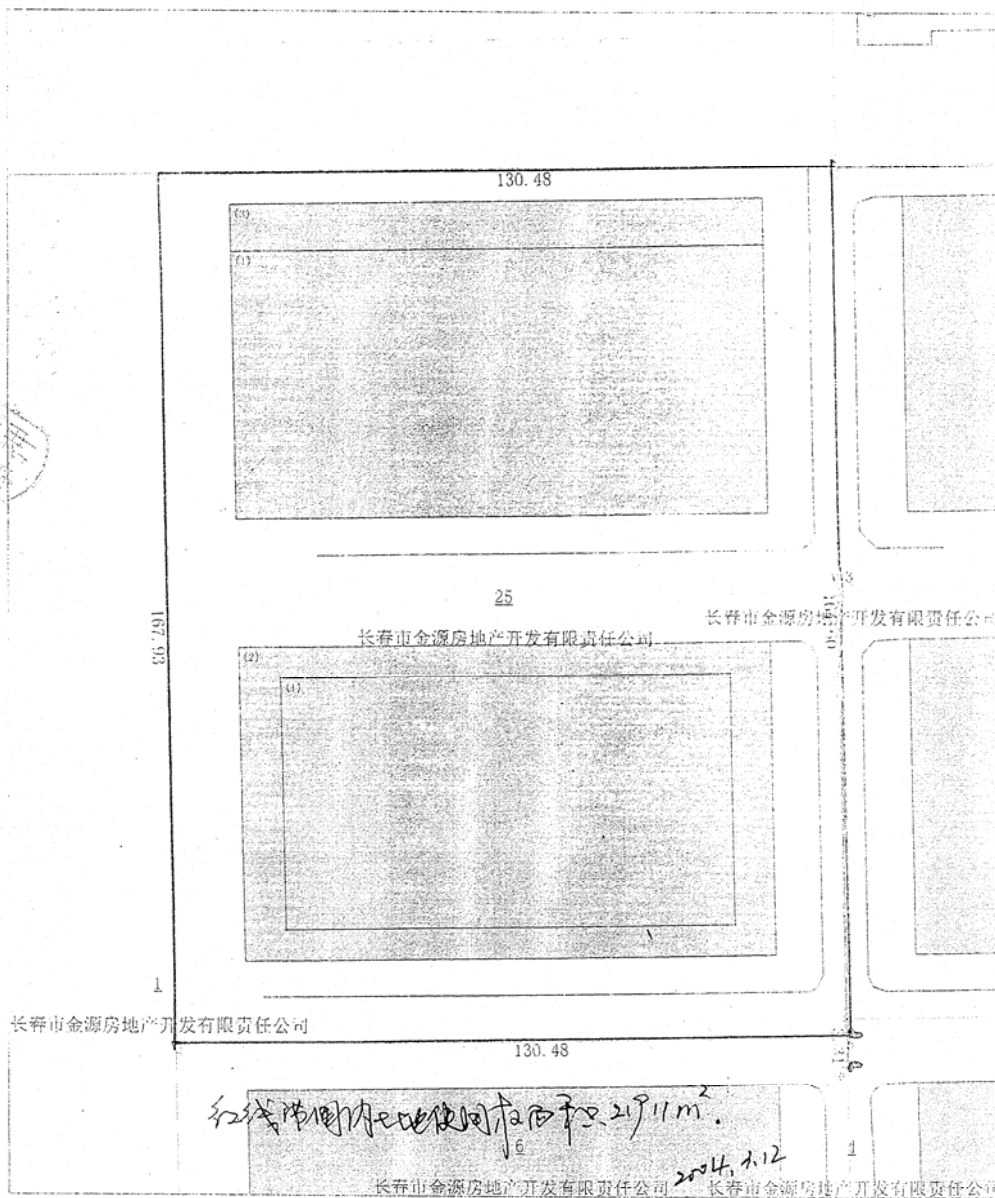 130.48
(3)
(1)
25
长春市金源房地产开发有限责任公司
167.93
长春市金源房地产开发有限责任公司
(2)
(1)
1
长春市金源房地产开发有限责任公司
130.48
红线范围内土地使用权面积21911m².
6
1
长春市金源房地产开发有限责任公司
长春市金源房地产开发有限责任公司